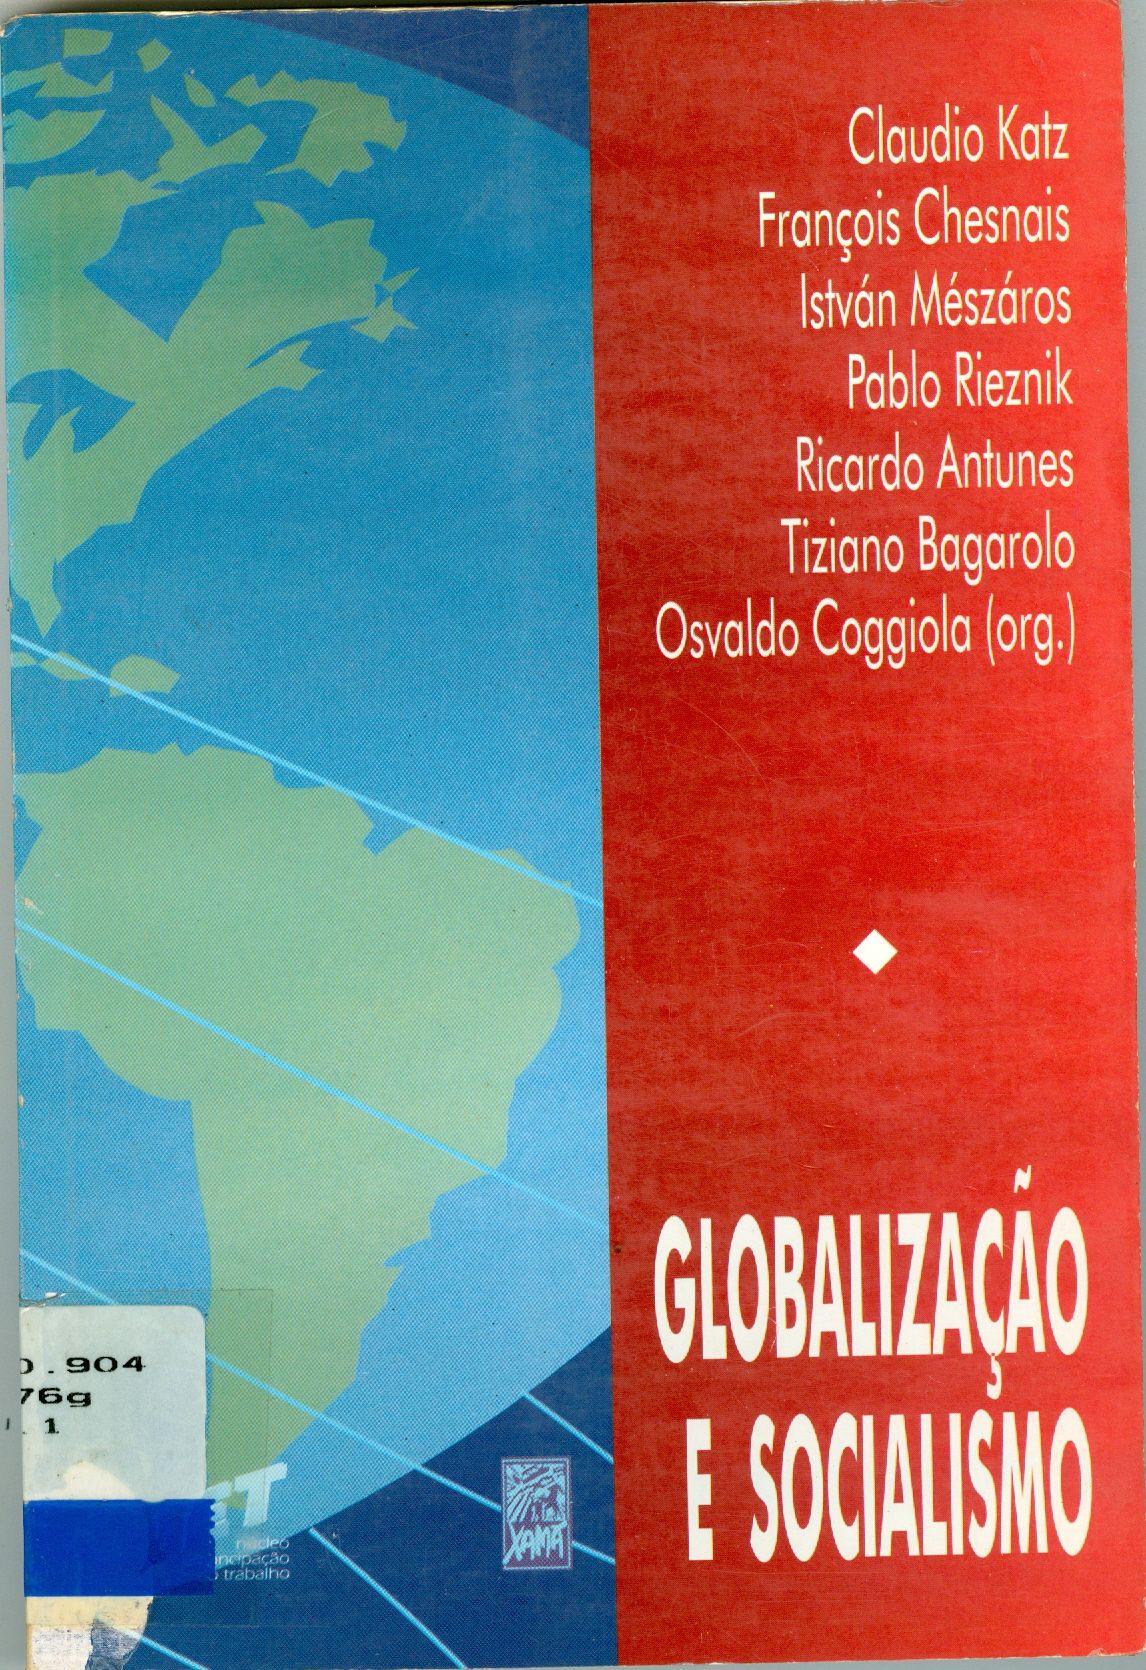 Claudio Katz
François Chesnais
István Mészáros
Pablo Rieznik
Ricardo Antunes
Tiziano Bagarolo
Osvaldo Coggiola (org.)
GLOBALIZAÇÃO
E SOCIALISMO
.904
76g
1
núcleo
trabalho
XAMÃ